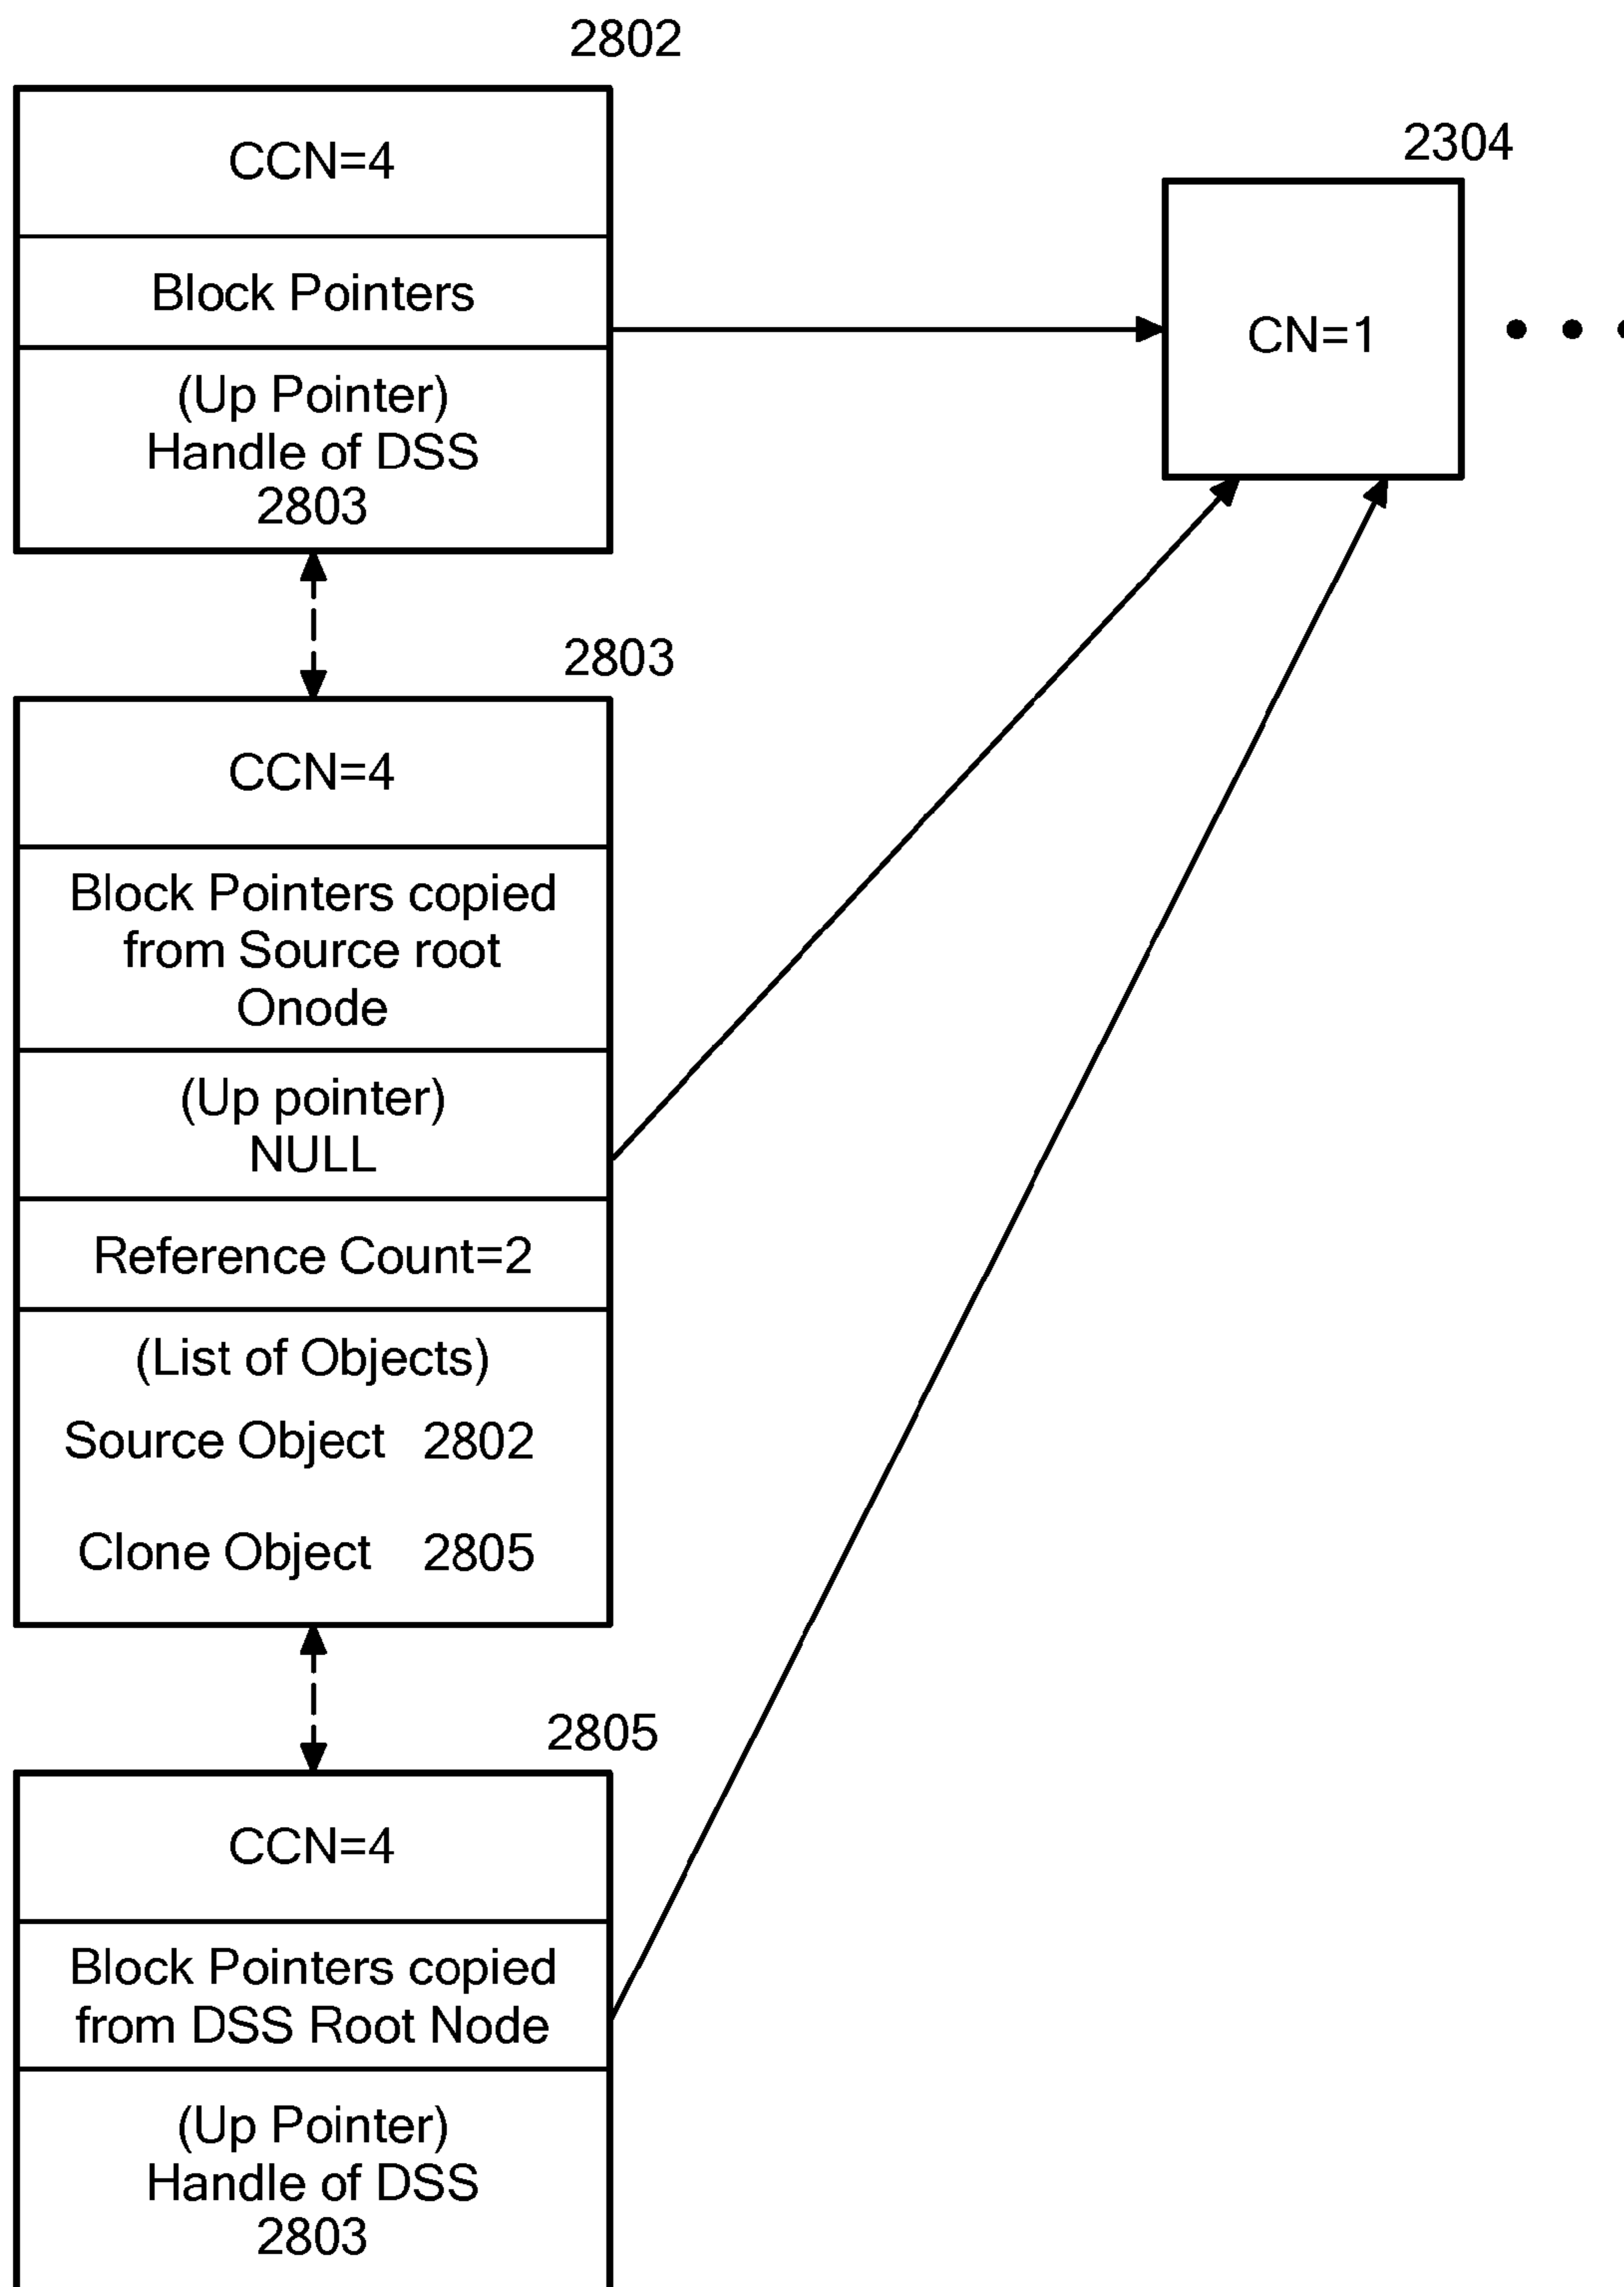 2802
CCN=4
Block Pointers
(Up Pointer)
Handle of DSS
2803
2304
CN=1
2803
CCN=4
Block Pointers copied
from Source root
Onode
(Up pointer)
NULL
Reference Count=2
(List of Objects)
Source Object 2802
Clone Object 2805
2805
CCN=4
Block Pointers copied
from DSS Root Node
(Up Pointer)
Handle of DSS
2803